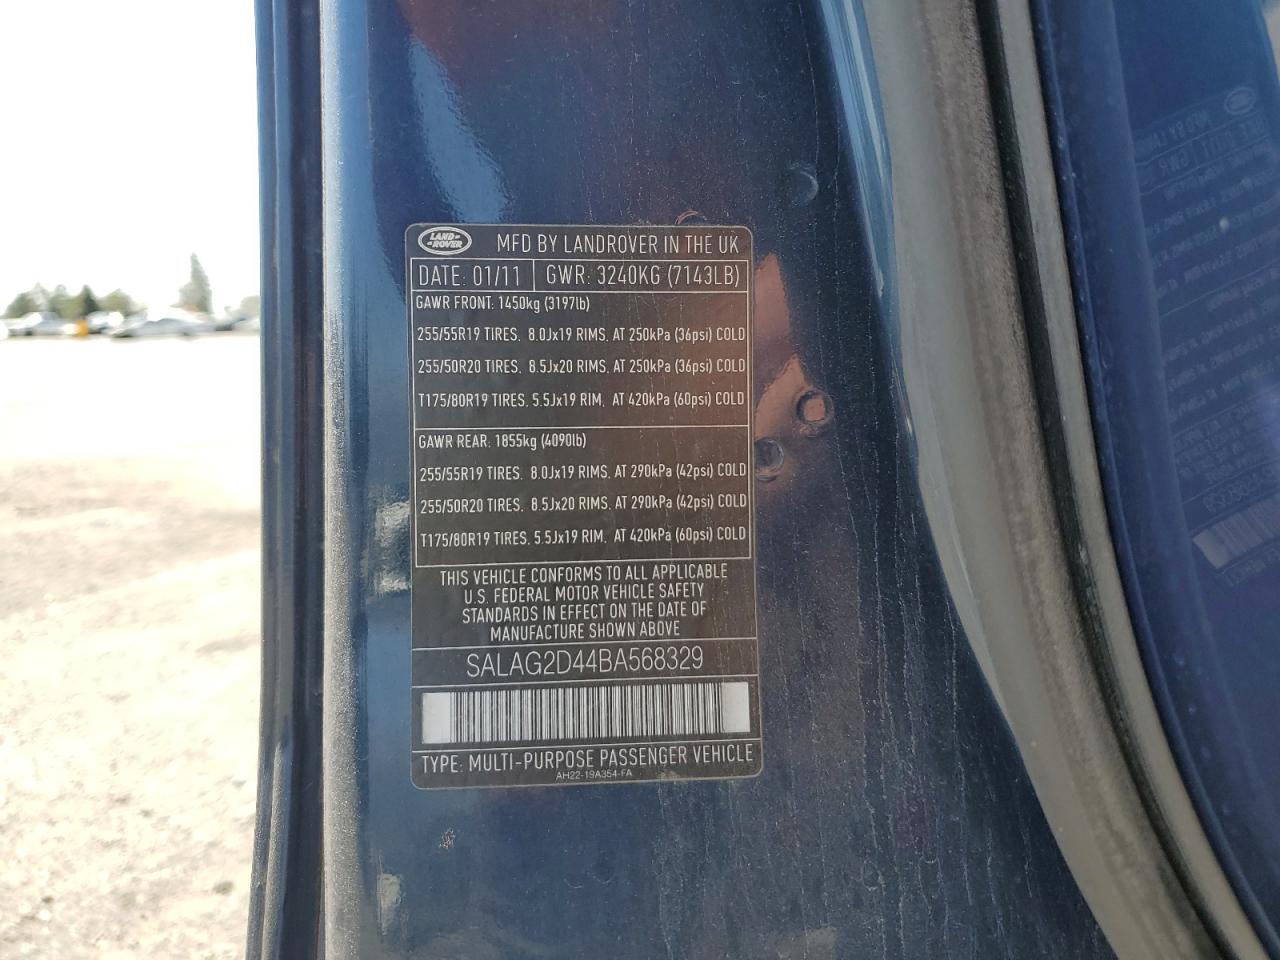 LAND-
-ROVER
MFD BY LANDROVER IN THE UK
DATE: 01/11 GWR: 3240KG (7143LB)
GAWR FRONT: 1450kg (3197lb)
255/55R19 TIRES, 8.0Jx19 RIMS, AT 250kPa (36psi) COLD
255/50R20 TIRES, 8.5Jx20 RIMS, AT 250kPa (36psi) COLD
T175/80R19 TIRES, 5.5Jx19 RIM, AT 420kPa (60psi) COLD
GAWR REAR: 1855kg (4090lb)
255/55R19 TIRES, 8.0Jx19 RIMS, AT 290kPa (42psi) COLD
255/50R20 TIRES, 8.5Jx20 RIMS, AT 290kPa (42psi) COLD
T175/80R19 TIRES, 5.5Jx19 RIM, AT 420kPa (60psi) COLD
THIS VEHICLE CONFORMS TO ALL APPLICABLE
U.S. FEDERAL MOTOR VEHICLE SAFETY
STANDARDS IN EFFECT ON THE DATE OF
MANUFACTURE SHOWN ABOVE
SALAG2D44BA568329
TYPE: MULTI-PURPOSE PASSENGER VEHICLE
AH22-19A354-FA